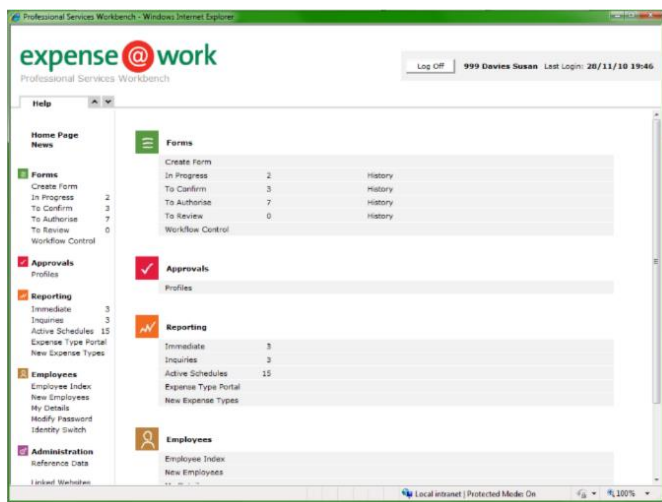 Professional Services Workbench - Windows Internet Explorer
expense@work
Professional Services Workbench
Log Off 999 Davies Susan Last Login: 28/11/10 19:46
Help
Home Page
News
Forms
Create Form
In Progress 2
To Confirm 3
To Authorise 7
To Review 0
Workflow Control
Approvals
Profiles
Reporting
Immediate 3
Inquiries 3
Active Schedules 15
Expense Type Portal
New Expense Types
Employees
Employee Index
New Employees
My Details
Modify Password
Identity Switch
Administration
Reference Data
Linked Websites
Forms
Create Form
In Progress 2 History
To Confirm 3 History
To Authorise 7 History
To Review 0 History
Workflow Control
Approvals
Profiles
Reporting
Immediate 3
Inquiries 3
Active Schedules 15
Expense Type Portal
New Expense Types
Employees
Employee Index
New Employees
Local intranet | Protected Mode: On 100%